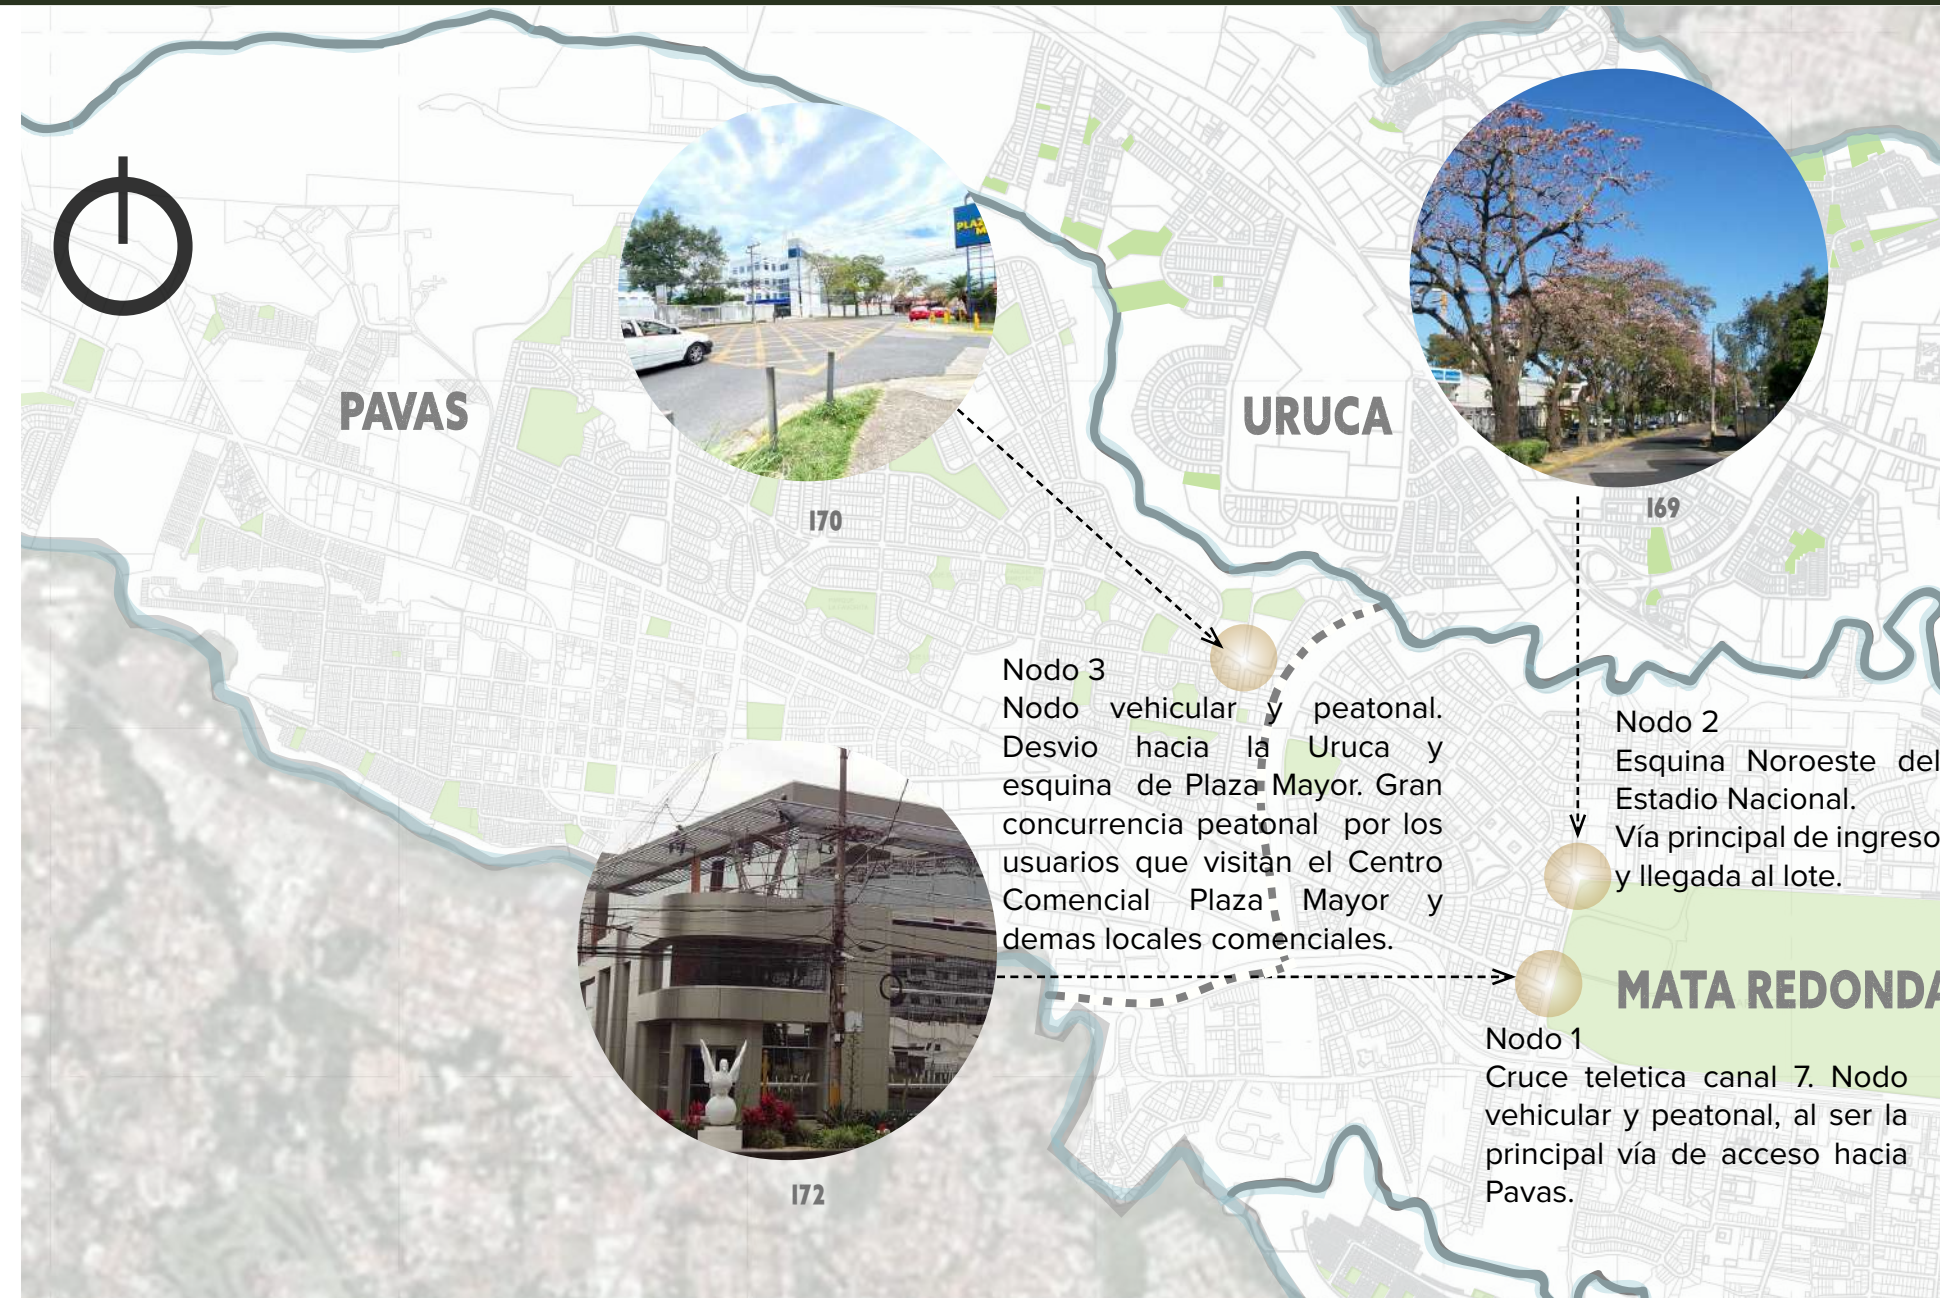 PLAZ
M
PAVAS
URUCA
170
169
Nodo 3
Nodo vehicular y peatonal.
Desvio hacia la Uruca y
esquina de Plaza Mayor. Gran
concurrencia peatonal por los
usuarios que visitan el Centro
Comencial Plaza Mayor y
demas locales comenciales.
Nodo 2
Esquina Noroeste del
Estadio Nacional.
Vía principal de ingreso
y llegada al lote.
MATA REDONDA
Nodo 1
Cruce teletica canal 7. Nodo
vehicular y peatonal, al ser la
principal vía de acceso hacia
Pavas.
172